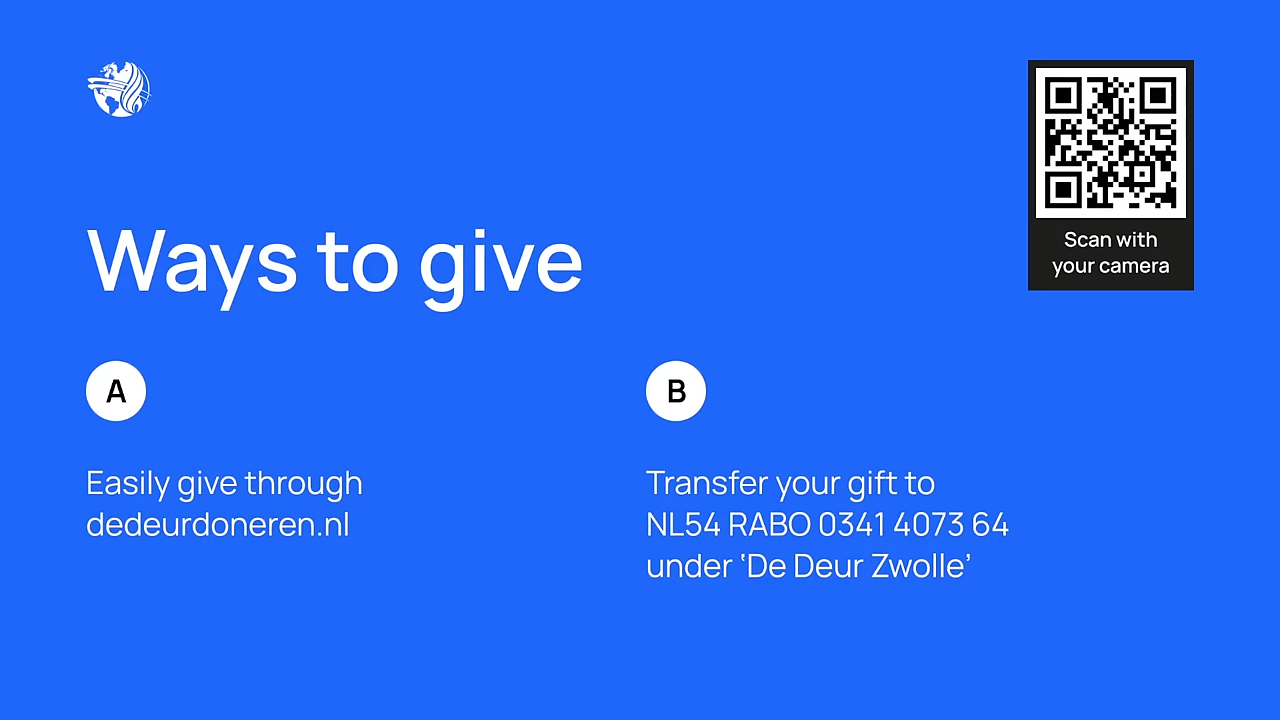 Scan with
your camera
Ways to give
A
Easily give through
dedeurdoneren.nl
B
Transfer your gift to
NL54 RABO 0341 4073 64
under ‛De Deur Zwolle’